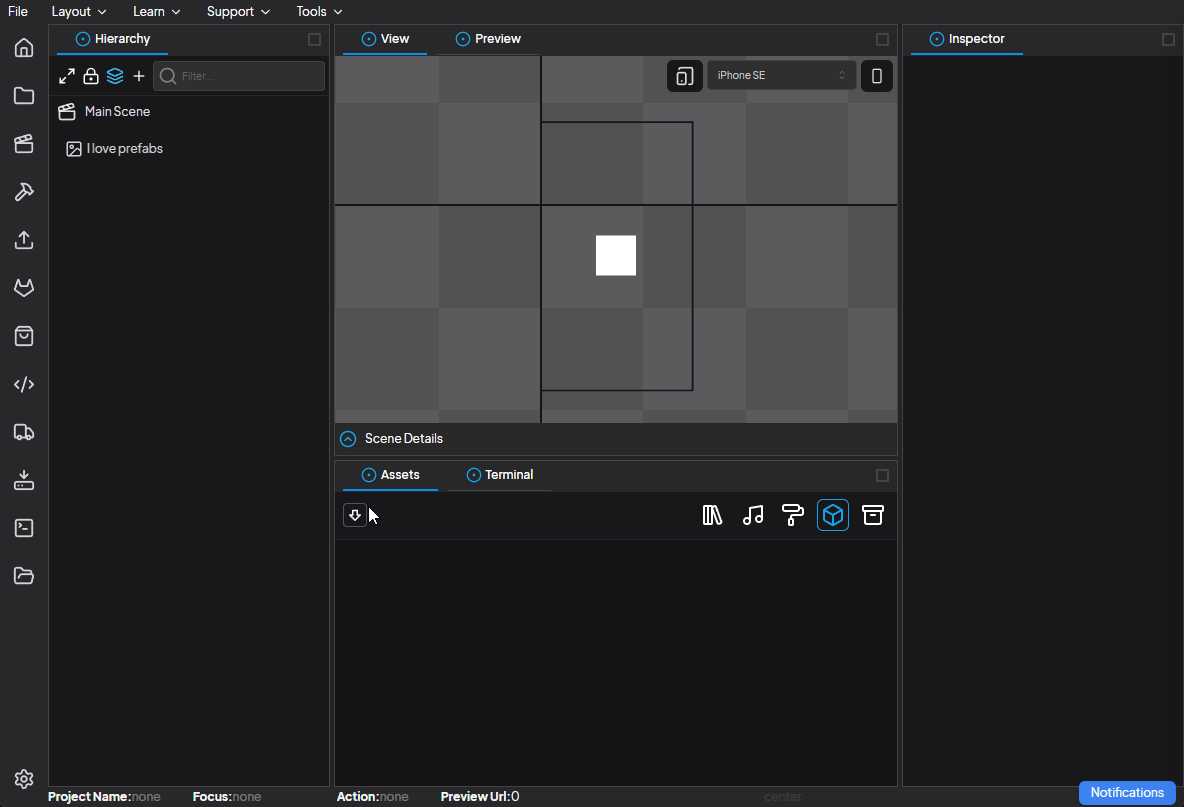 File Layout Learn Support Tools
Hierarchy
View Preview
Inspector
Filter...
iPhone SE
Main Scene
I love prefabs
Scene Details
Assets Terminal
Project Name:none Focus:none Action:none Preview Url:0 center
Notifications